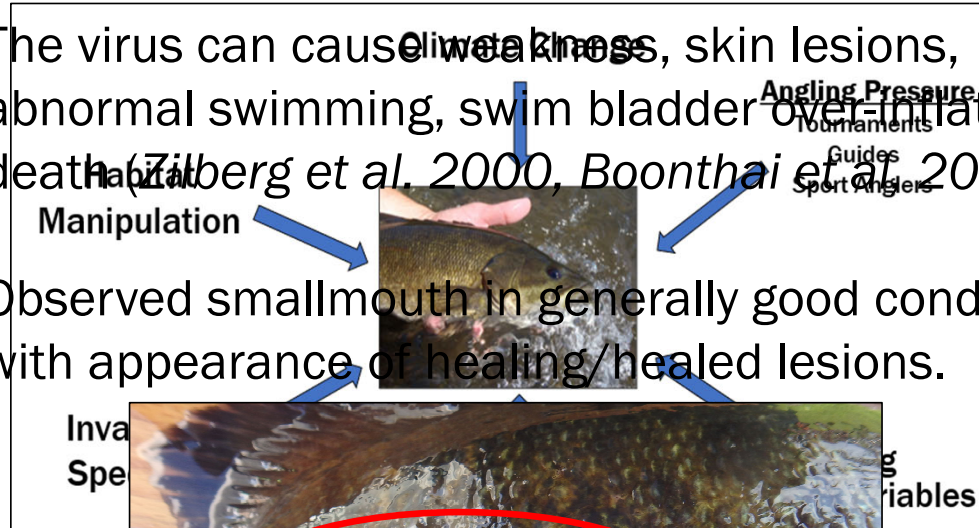 The virus can cause weakness, skin lesions,
Climate Change
abnormal swimming, swim bladder over-inflat
Angling Pressure
Tournaments
Guides
Sport Anglers
death (Zilberg et al. 2000, Boonthai et al. 20
Habitat
Manipulation
Observed smallmouth in generally good cond
with appearance of healing/healed lesions.
Inva
Spe
g
riables